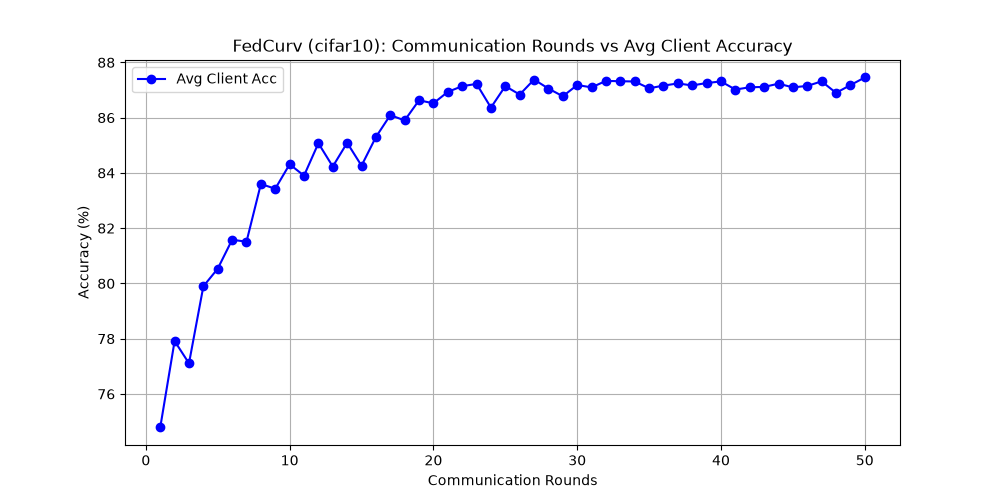 FedCurv (cifar10): Communication Rounds vs Avg Client Accuracy
Avg Client Acc
Accuracy (%)
88
86
84
82
80
78
76
0 10 20 30 40 50
Communication Rounds